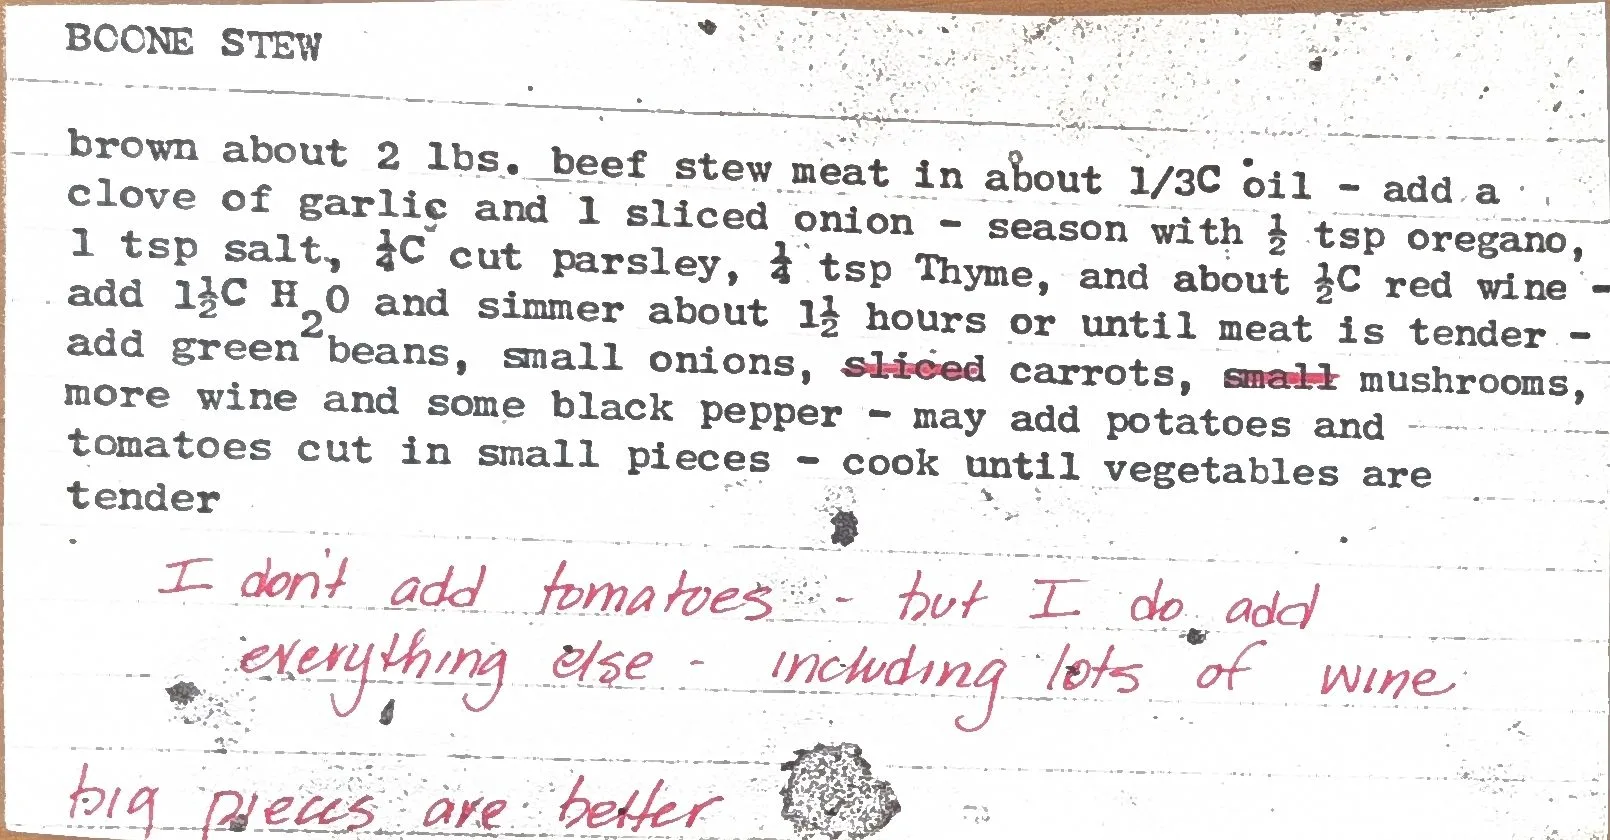 BOONE STEW
brown about 2 lbs. beef stew meat in about 1/3C oil - add a
clove of garlic and 1 sliced onion - season with ½ tsp oregano,
1 tsp salt, ¼C cut parsley, ¼ tsp Thyme, and about ½C red wine -
add 1½C H2O and simmer about 1½ hours or until meat is tender -
add green beans, small onions, sliced carrots, small mushrooms,
more wine and some black pepper - may add potatoes and
tomatoes cut in small pieces - cook until vegetables are
tender
I don't add tomatoes - but I do add
everything else - including lots of wine
big pieces are better